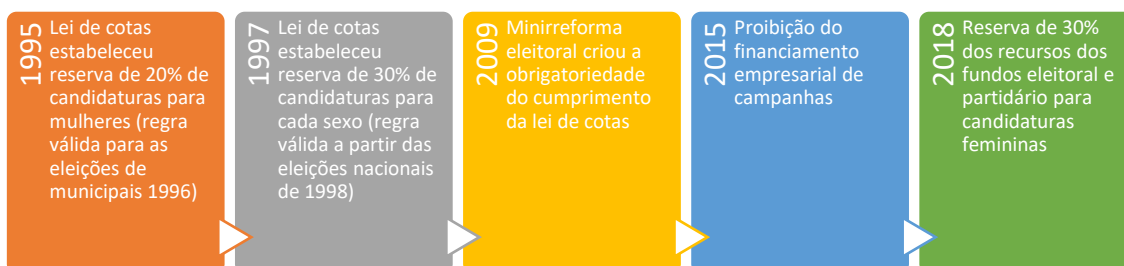 1995
Lei de cotas
estabeleceu
reserva de 20% de
candidaturas para
mulheres (regra
válida para as
eleições de
municipais 1996)
1997
Lei de cotas
estabeleceu
reserva de 30% de
candidaturas para
cada sexo (regra
válida a partir das
eleições nacionais
de 1998)
2009
Minirreforma
eleitoral criou a
obrigatoriedade
do cumprimento
da lei de cotas
2015
Proibição do
financiamento
empresarial de
campanhas
2018
Reserva de 30%
dos recursos dos
fundos eleitoral e
partidário para
candidaturas
femininas